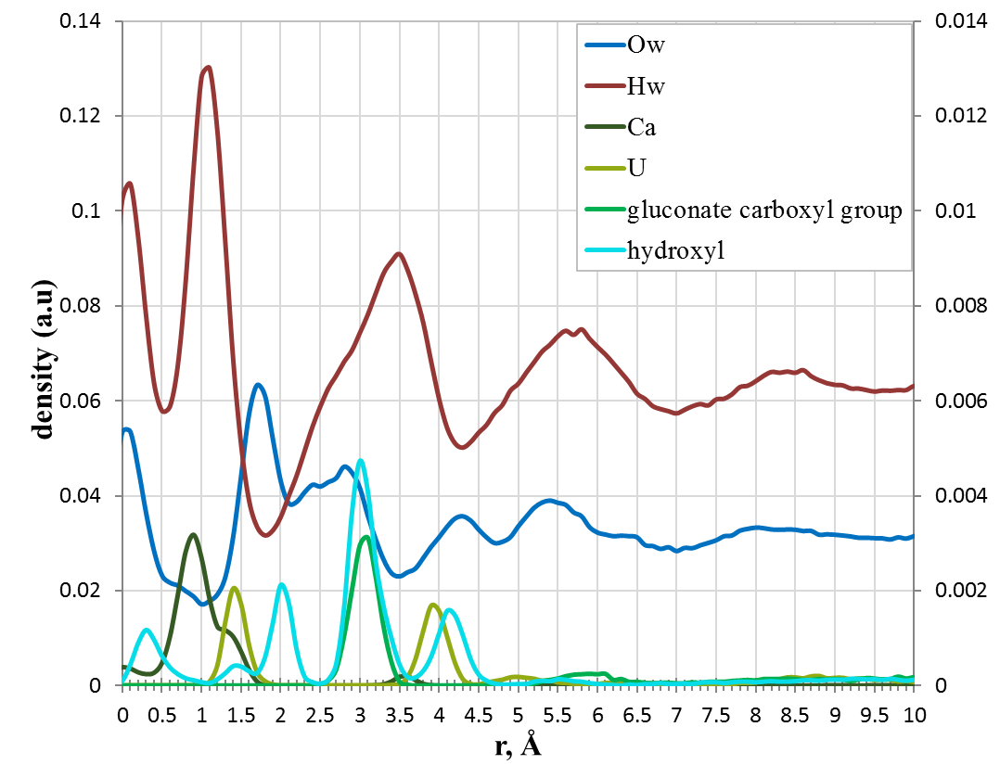 0.14
0.12
0.1
0.08
0.06
0.04
0.02
0
density (a.u)
0.014
0.012
0.010
0.008
0.006
0.004
0.002
0
Ow
Hw
Ca
U
gluconate carboxyl group
hydroxyl
0 0.5 1 1.5 2 2.5 3 3.5 4 4.5 5 5.5 6 6.5 7 7.5 8 8.5 9 9.5 10
r, Å